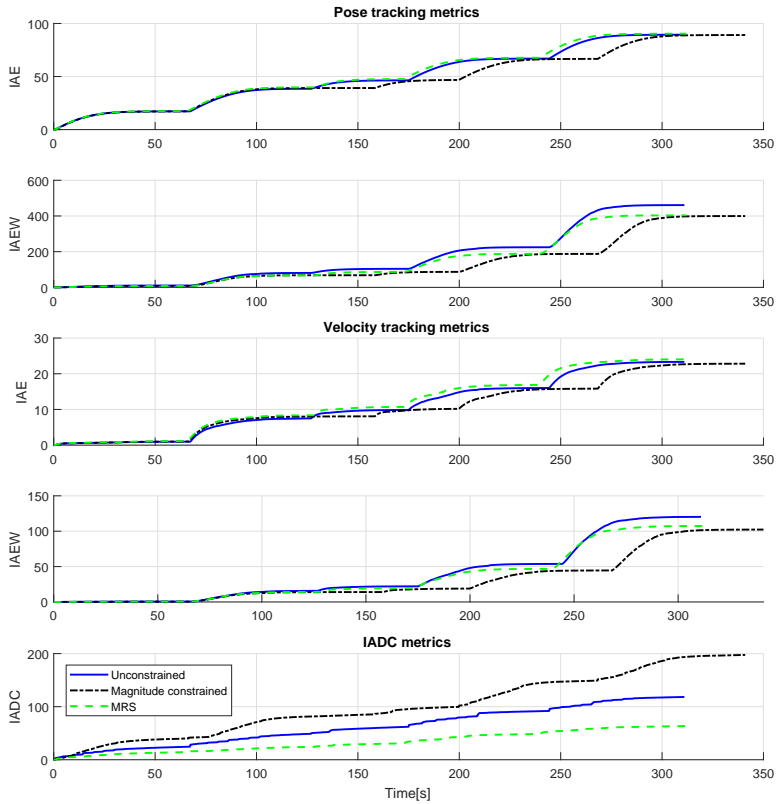 Pose tracking metrics
IAE
100
50
0
0 50 100 150 200 250 300 350
IAEW
600
400
200
0
0 50 100 150 200 250 300 350
Velocity tracking metrics
IAE
30
20
10
0
0 50 100 150 200 250 300 350
IAEW
150
100
50
0
0 50 100 150 200 250 300
IADC metrics
IADC
200
100
0
Unconstrained
Magnitude constrained
MRS
0 50 100 150 200 250 300 350
Time[s]